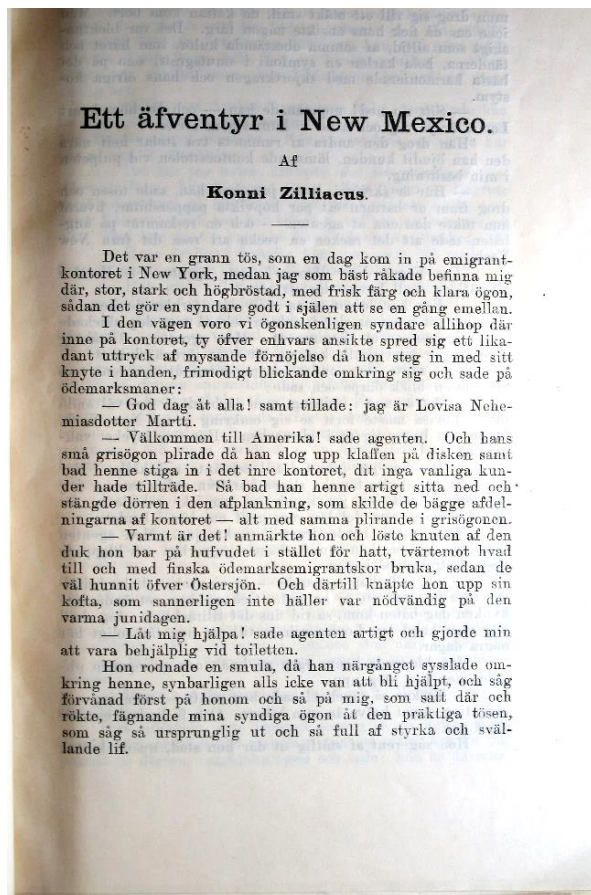 Ett äfventyr i New Mexico.
Af
Konni Zilliacus.
Det var en grann tös, som en dag kom in på emigrant-
kontoret i New York, medan jag som bäst råkade befinna mig
där, stor, stark och högbröstad, med frisk färg och klara ögon,
sådan det gör en syndare godt i själen att se en gång emellan.
I den vägen voro vi ögonskenligen syndare allihop där
inne på kontoret, ty öfver enhvars ansikte spred sig ett lika-
dant uttryck af mysande förnöjelse då hon steg in med sitt
knyte i handen, frimodigt blickande omkring sig och sade på
ödemarksmaner:
— God dag åt alla! samt tillade: jag är Lovisa Nehe-
miasdotter Martti.
— Välkommen till Amerika! sade agenten. Och hans
små grisögon plirade då han slog upp klaffen på disken samt
bad henne stiga in i det inre kontoret, dit inga vanliga kun-
der hade tillträde. Så bad han henne artigt sitta ned och
stängde dörren i den afplankning, som skilde de bägge afdel-
ningarna af kontoret — alt med samma plirande i grisögonen.
— Varmt är det! anmärkte hon och löste knuten af den
duk hon bar på hufvudet i stället för hatt, tvärtemot hvad
till och med finska ödemarksemigrantskor bruka, sedan de
väl hunnit öfver Östersjön. Och därtill knäpte hon upp sin
kofta, som sannerligen inte häller var nödvändig på den
varma junidagen.
— Låt mig hjälpa! sade agenten artigt och gjorde min
att vara behjälplig vid toiletten.
Hon rodnade en smula, då han närgånget sysslade om-
kring henne, synbarligen alls icke van att bli hjälpt, och såg
förvånad först på honom och så på mig, som satt där och
rökte, fägnande mina syndiga ögon åt den präktiga tösen,
som såg så ursprunglig ut och så full af styrka och sväl-
lande lif.